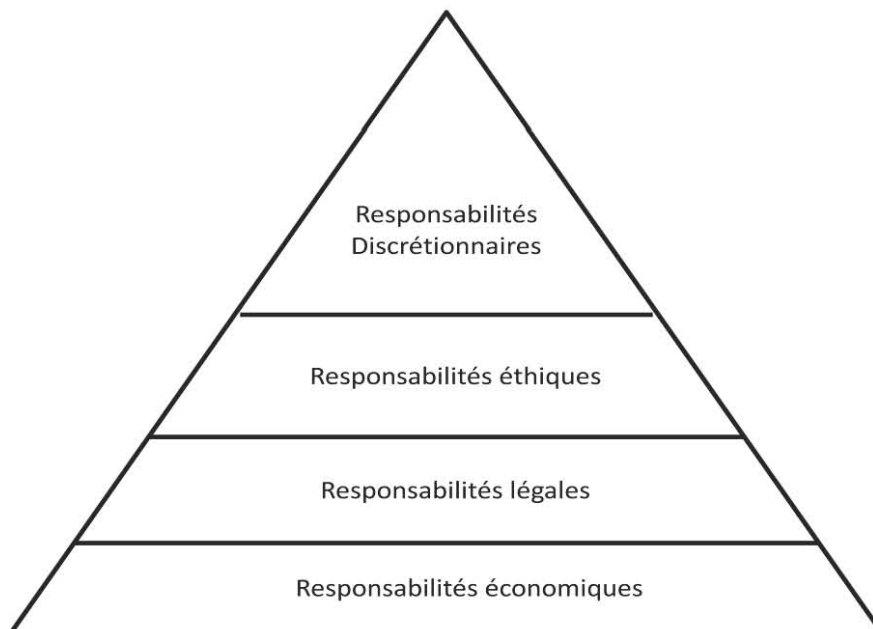 Responsabilités
Discrétionnaires
Responsabilités éthiques
Responsabilités légales
Responsabilités économiques